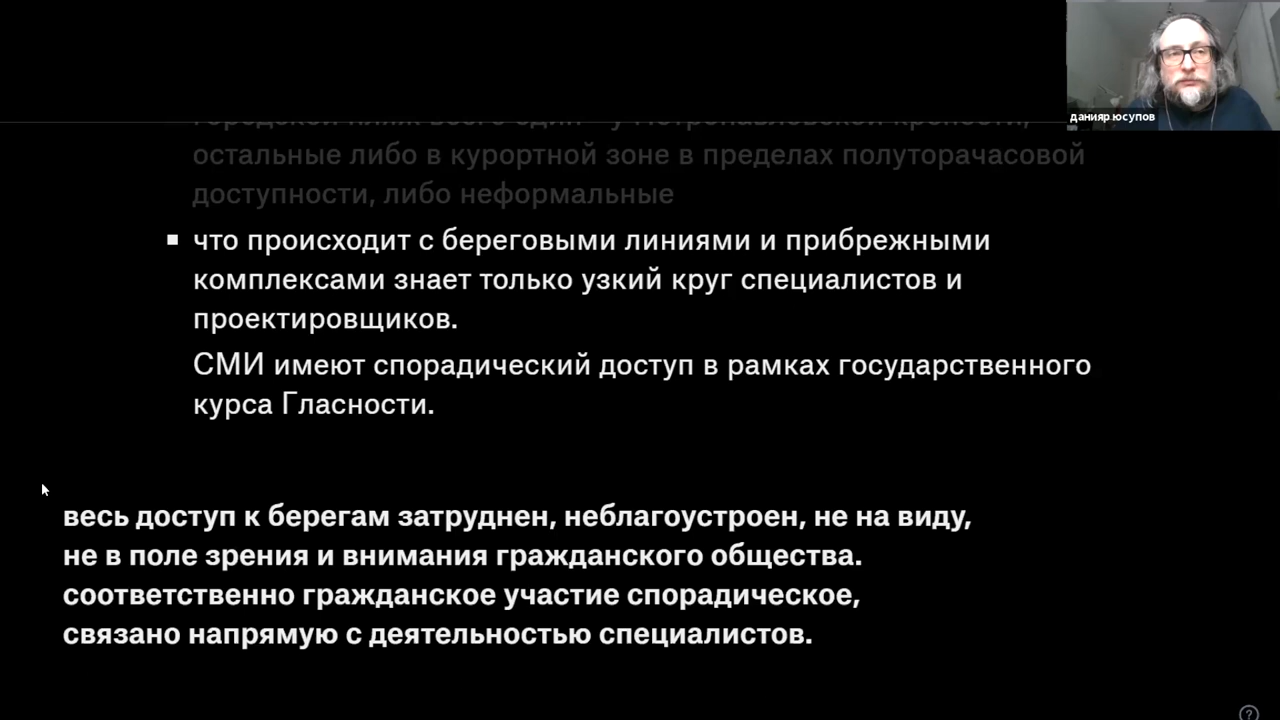 данияр юсупов
остальные либо в курортной зоне в пределах полуторачасовой
доступности, либо неформальные
▪ что происходит с береговыми линиями и прибрежными
комплексами знает только узкий круг специалистов и
проектировщиков.
СМИ имеют спорадический доступ в рамках государственного
курса Гласности.
весь доступ к берегам затруднен, неблагоустроен, не на виду,
не в поле зрения и внимания гражданского общества.
соответственно гражданское участие спорадическое,
связано напрямую с деятельностью специалистов.